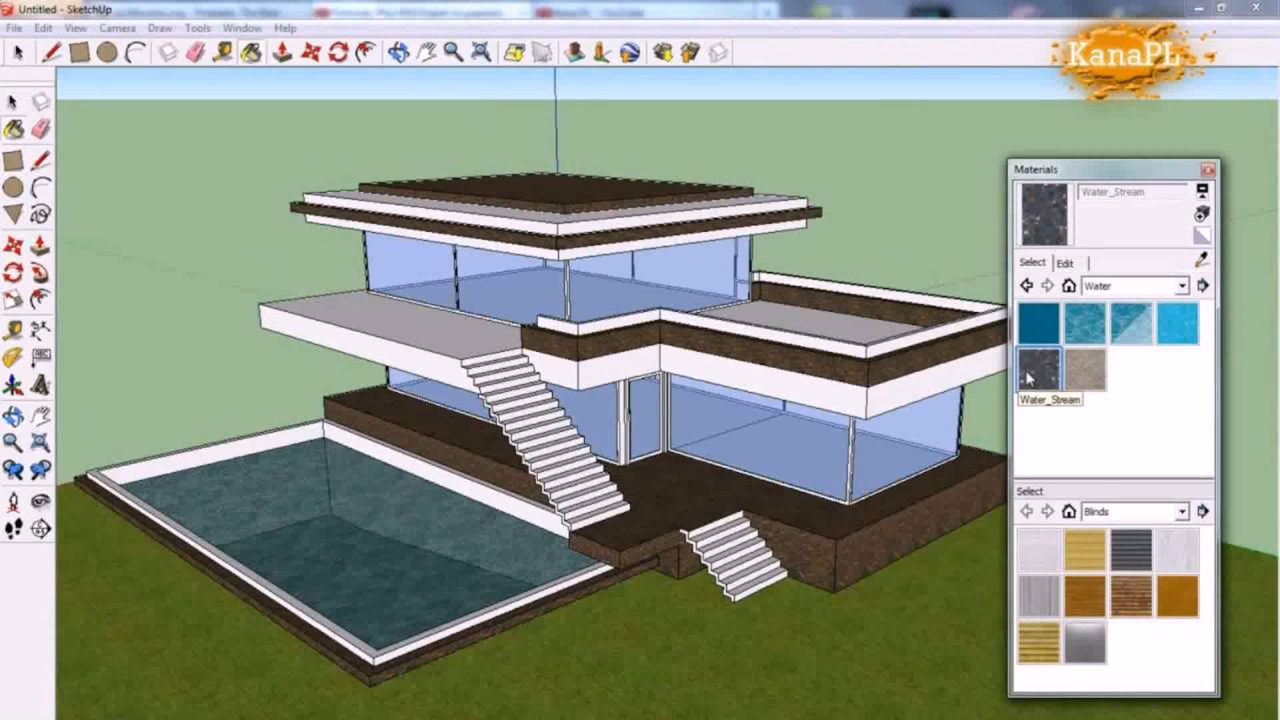 Untitled - SketchUp
File Edit View Camera Draw Tools Window Help
KanaPL
Materials
Water_Stream
Select Edit
Water
Water_Stream
Select
Blinds
ABC